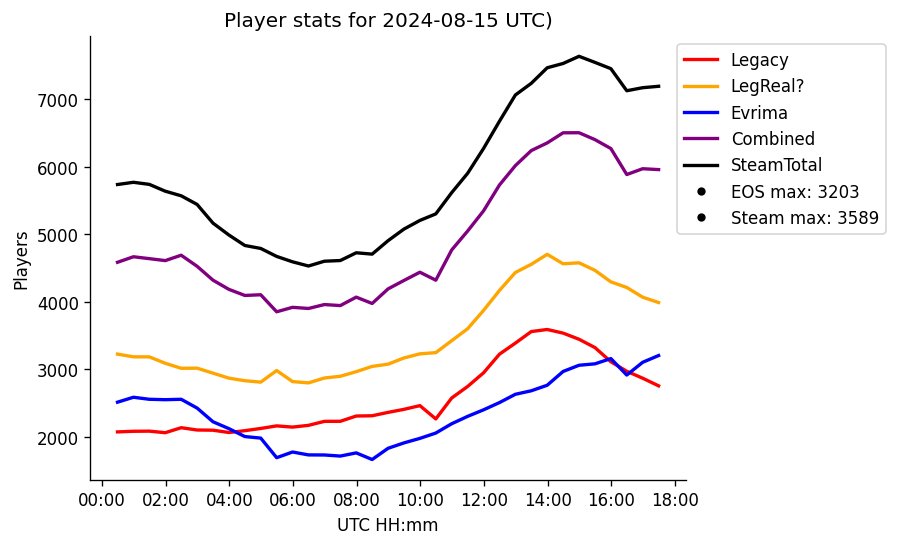 Player stats for 2024-08-15 UTC)
Legacy
LegReal?
Evrima
Combined
SteamTotal
EOS max: 3203
Steam max: 3589
Players
7000
6000
5000
4000
3000
2000
00:00 02:00 04:00 06:00 08:00 10:00 12:00 14:00 16:00 18:00
UTC HH:mm